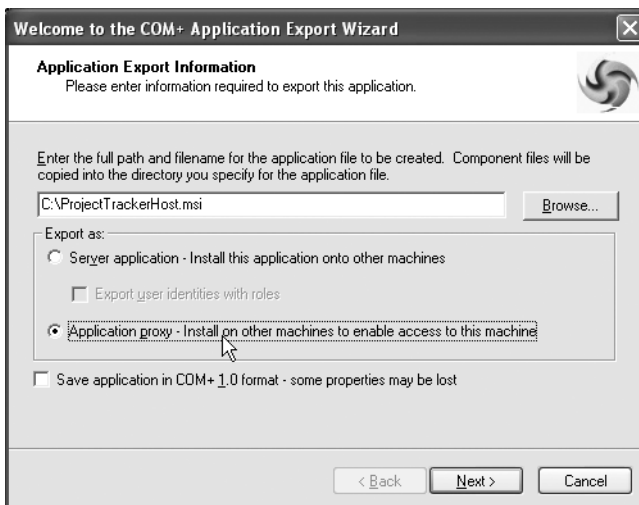 Welcome to the COM+ Application Export Wizard
Application Export Information
Please enter information required to export this application.
Enter the full path and filename for the application file to be created. Component files will be
copied into the directory you specify for the application file.
C:\ProjectTrackerHost.msi
Browse...
Export as:
Server application - Install this application onto other machines
Export user identities with roles
Application proxy - Install on other machines to enable access to this machine
Save application in COM+ 1.0 format - some properties may be lost
< Back
Next >
Cancel